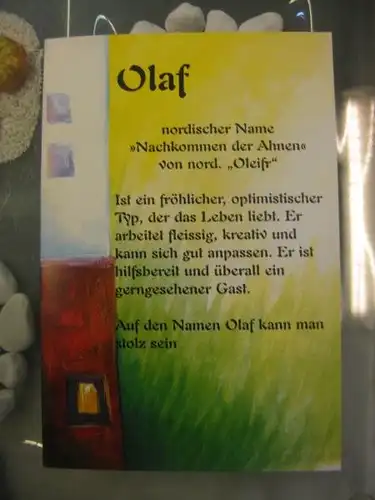 Olaf
nordischer Name
»Nachkommen der Ahnen«
von nord. „Oleifr"
Ist ein fröhlicher, optimistischer
Typ, der das Leben liebt. Er
arbeitet fleissig, kreativ und
kann sich gut anpassen. Er ist
hilfsbereit und überall ein
gerngesehener Gast.
Auf den Namen Olaf kann man
stolz sein